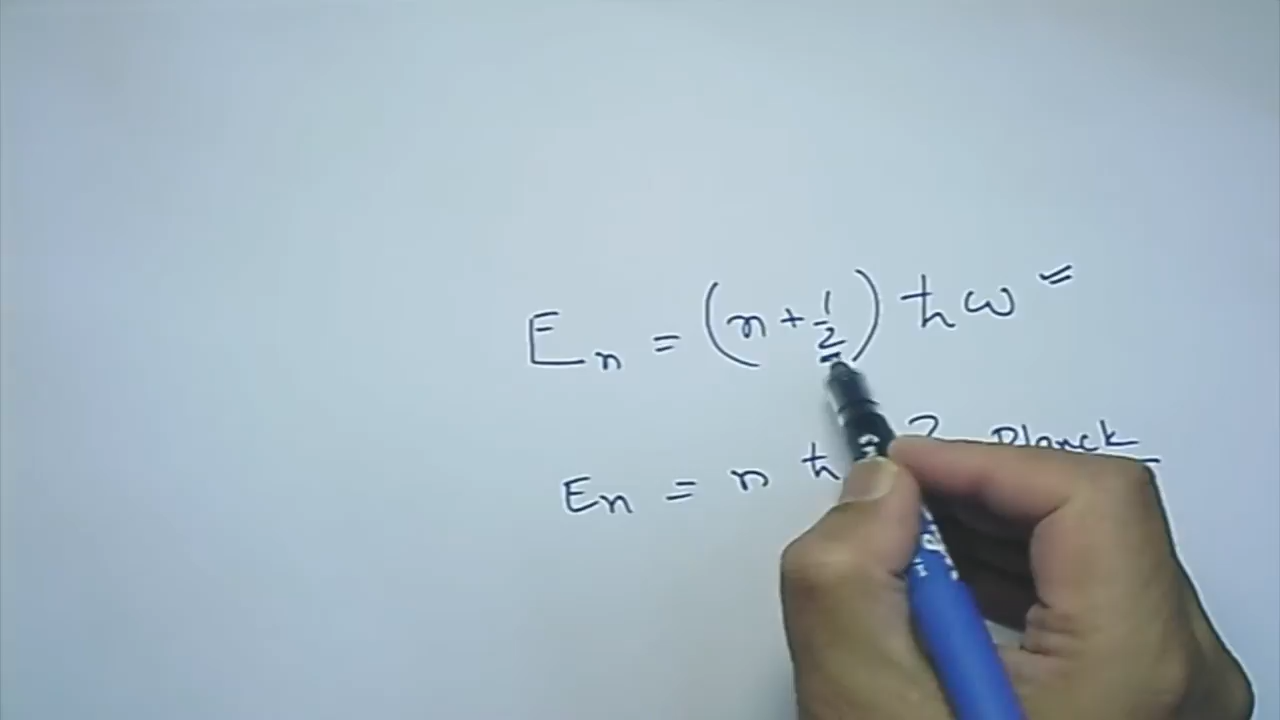 En = (n + 1/2) ħω
En = n ħ Planck